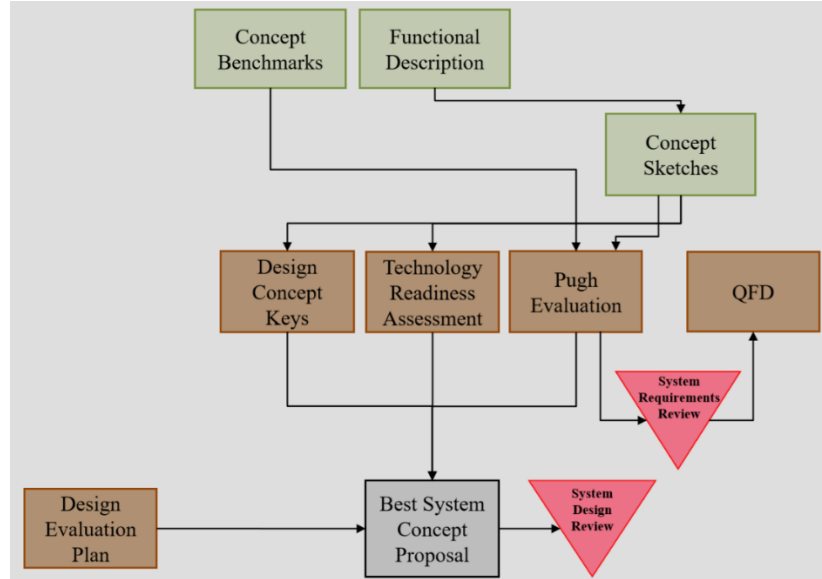 Concept
Benchmarks
Functional
Description
Concept
Sketches
Design
Concept
Keys
Technology
Readiness
Assessment
Pugh
Evaluation
QFD
System
Requirements
Review
Design
Evaluation
Plan
Best System
Concept
Proposal
System
Design
Review